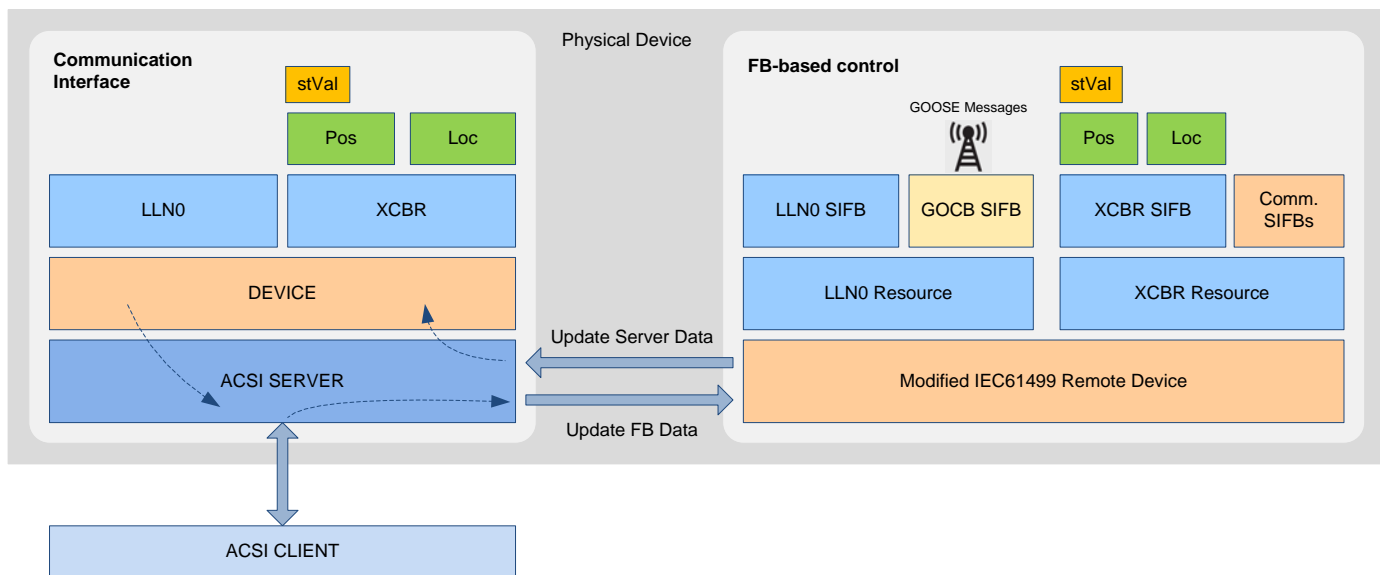 Physical Device
Communication
Interface
stVal
Pos
Loc
LLN0
XCBR
DEVICE
ACSI SERVER
Update Server Data
Update FB Data
FB-based control
GOOSE Messages
stVal
Pos
Loc
LLN0 SIFB
GOCB SIFB
XCBR SIFB
Comm.
SIFBs
LLN0 Resource
XCBR Resource
Modified IEC61499 Remote Device
ACSI CLIENT